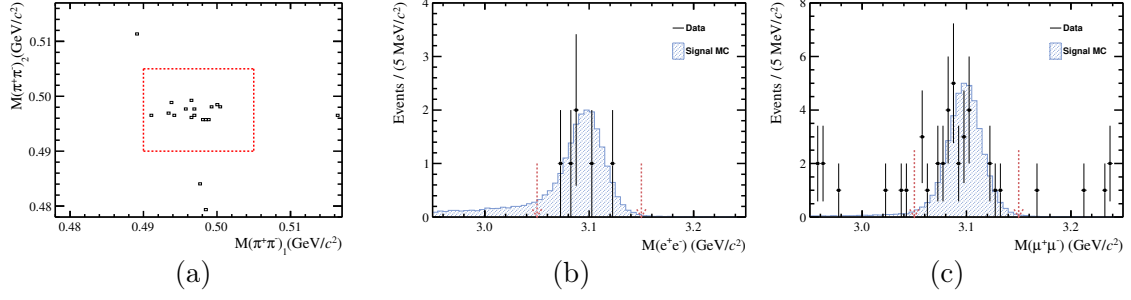 M(π⁺π⁻)₂(GeV/c²)
0.51
0.50
0.49
0.48
0.48 0.49 0.50 0.51
M(π⁺π⁻)₁(GeV/c²)
(a)
Events / (5 MeV/c²)
4
3
2
1
0
Data
Signal MC
3.0 3.1 3.2
M(e⁺e⁻) (GeV/c²)
(b)
Events / (5 MeV/c²)
8
6
4
2
0
Data
Signal MC
3.0 3.1 3.2
M(μ⁺μ⁻) (GeV/c²)
(c)